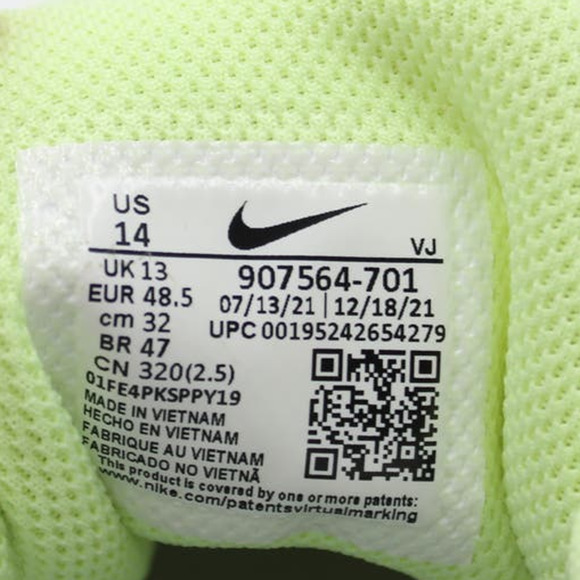 US
14
VJ
UK 13
EUR 48.5
cm 32
BR 47
CN 320(2.5)
907564-701
07/13/21 | 12/18/21
UPC 00195242654279
01FE4PKSPPY19
MADE IN VIETNAM
HECHO EN VIETNAM
FABRIQUE AU VIETNAM
FABRICADO NO VIETNÃ
This product is covered by one or more patents:
www.nike.com/patentsvirtualmarking